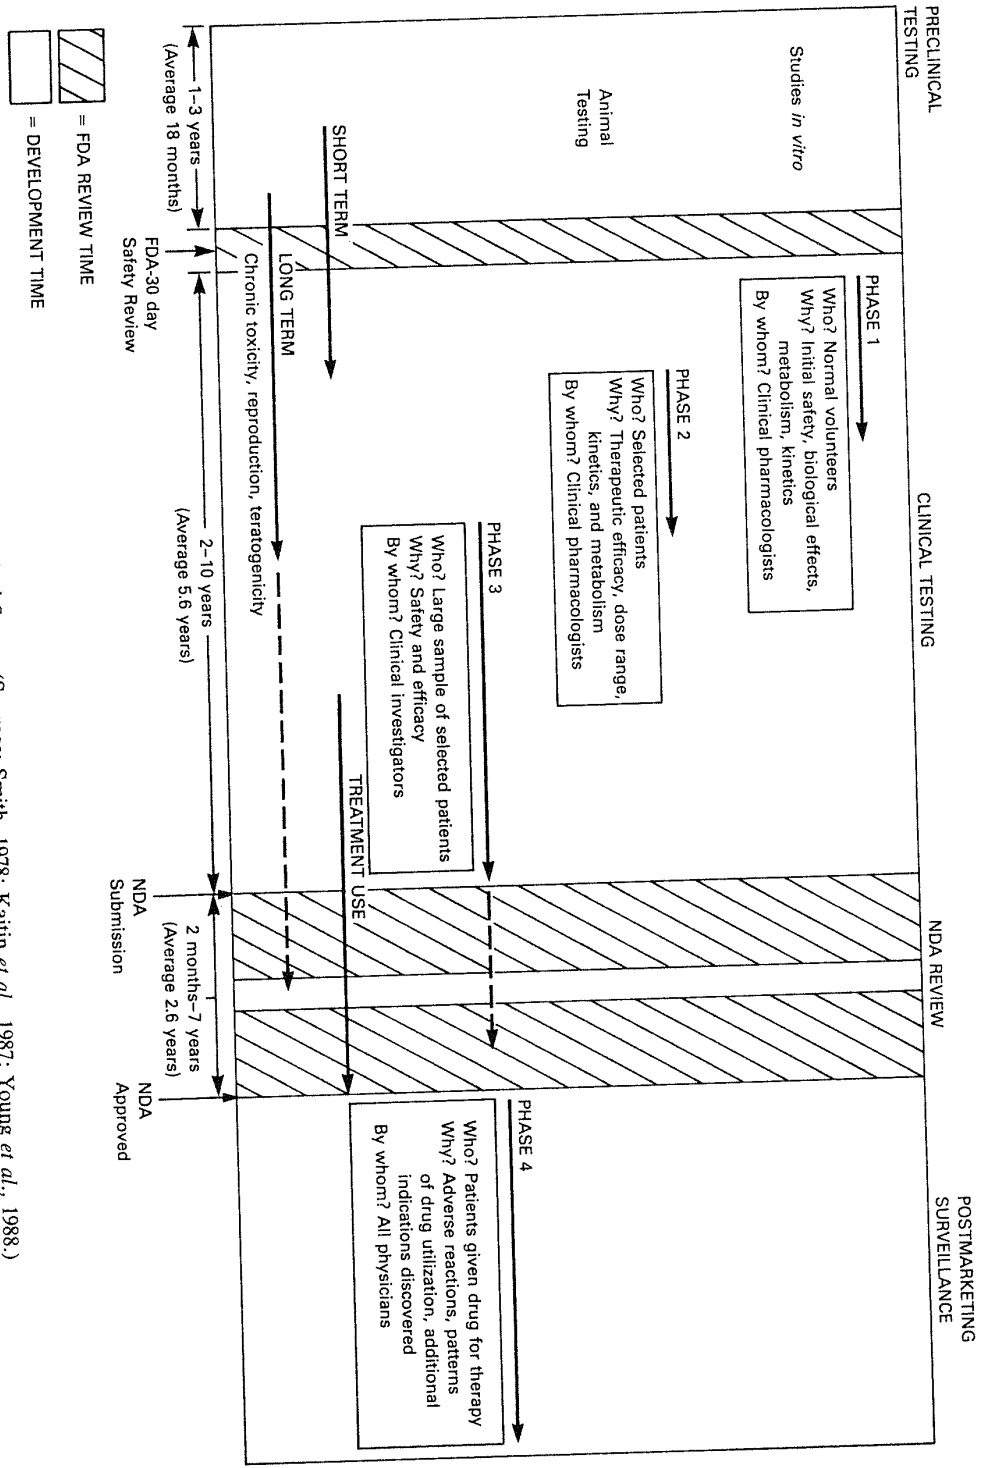 PRECLINICAL
TESTING
CLINICAL TESTING
NDA REVIEW
POSTMARKETING
SURVEILLANCE
Studies in vitro
Animal
Testing
PHASE 1
Who? Normal volunteers
Why? Initial safety, biological effects,
metabolism, kinetics
By whom? Clinical pharmacologists
PHASE 2
Who? Selected patients
Why? Therapeutic efficacy, dose range,
kinetics, and metabolism
By whom? Clinical pharmacologists
PHASE 3
Who? Large sample of selected patients
Why? Safety and efficacy
By whom? Clinical investigators
PHASE 4
Who? Patients given drug for therapy
Why? Adverse reactions, patterns
of drug utilization, additional
indications discovered
By whom? All physicians
SHORT TERM
TREATMENT USE
LONG TERM
Chronic toxicity, reproduction, teratogenicity
1–3 years
(Average 18 months)
FDA-30 day
Safety Review
2–10 years
(Average 5.6 years)
NDA
Submission
2 months–7 years
(Average 2.6 years)
NDA
Approved
= FDA REVIEW TIME
= DEVELOPMENT TIME
Smith, 1978; Kaitin et al., 1987; Young et al., 1988.)